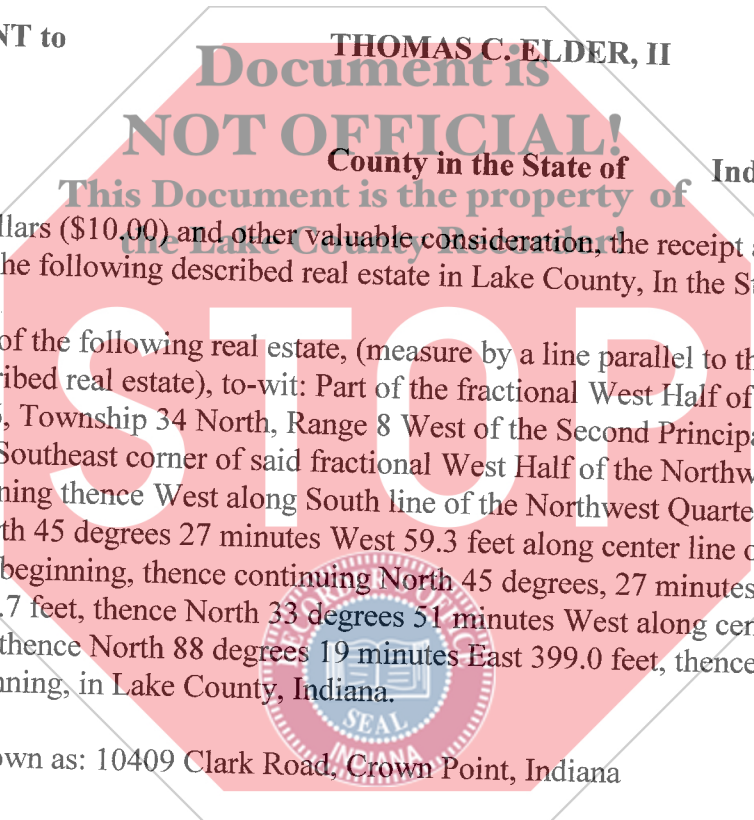 NT to THOMAS C. ELDER, II
Document is
NOT OFFICIAL!
County in the State of Ind
This Document is the property of
llars ($10.00) and other valuable consideration, the receipt
the Lake County Recorder!
he following described real estate in Lake County, In the S
STOP
of the following real estate, (measure by a line parallel to th
ribed real estate), to-wit: Part of the fractional West Half of
, Township 34 North, Range 8 West of the Second Principa
Southeast corner of said fractional West Half of the Northw
ning thence West along South line of the Northwest Quarte
th 45 degrees 27 minutes West 59.3 feet along center line
beginning, thence continuing North 45 degrees, 27 minutes
.7 feet, thence North 33 degrees 51 minutes West along cen
thence North 88 degrees 19 minutes East 399.0 feet, thence
nning, in Lake County, Indiana.
SEAL
INDIANA
own as: 10409 Clark Road, Crown Point, Indiana